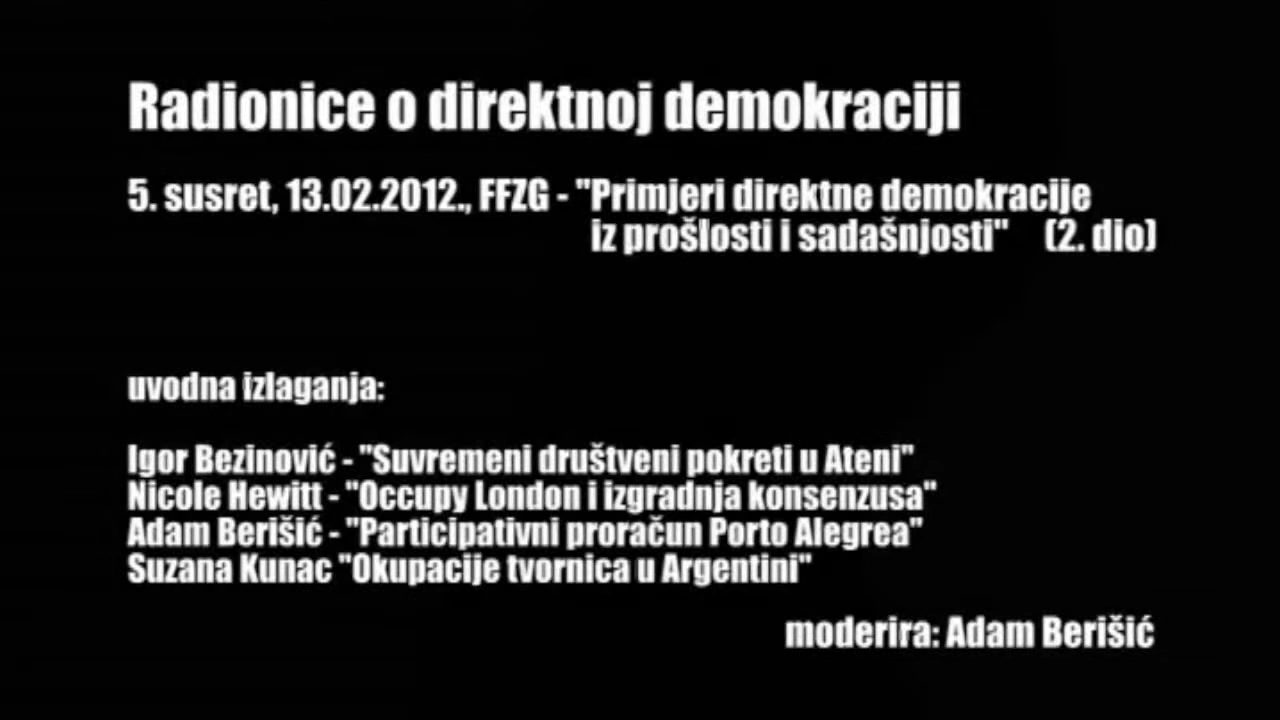 Radionice o direktnoj demokraciji
5. susret, 13.02.2012., FFZG - "Primjeri direktne demokracije
iz prošlosti i sadašnjosti" (2. dio)
uvodna izlaganja:
Igor Bezinović - "Suvremeni društveni pokreti u Ateni"
Nicole Hewitt - "Occupy London i izgradnja konsenzusa"
Adam Berišić - "Participativni proračun Porto Alegrea"
Suzana Kunac "Okupacije tvornica u Argentini"
moderira: Adam Berišić